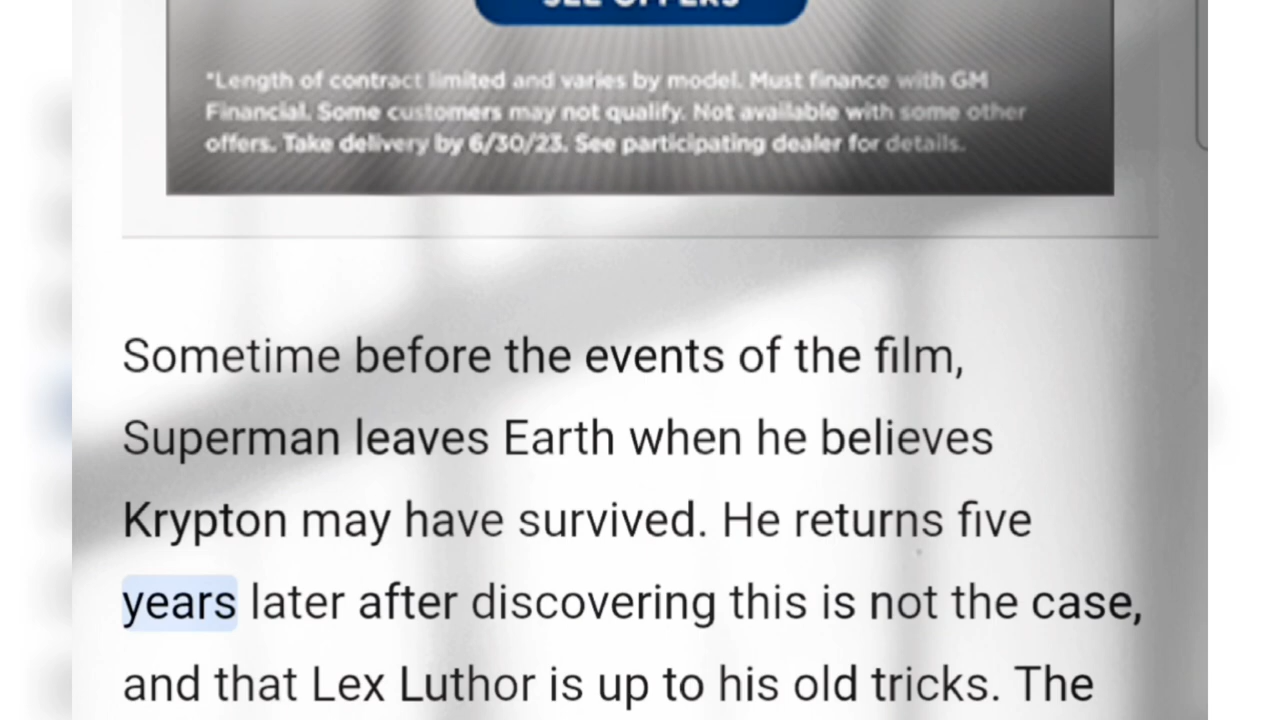 SEE OFFERS
*Length of contract limited and varies by model. Must finance with GM
Financial. Some customers may not qualify. Not available with some other
offers. Take delivery by 6/30/23. See participating dealer for details.
Sometime before the events of the film,
Superman leaves Earth when he believes
Krypton may have survived. He returns five
years later after discovering this is not the case,
and that Lex Luthor is up to his old tricks. The